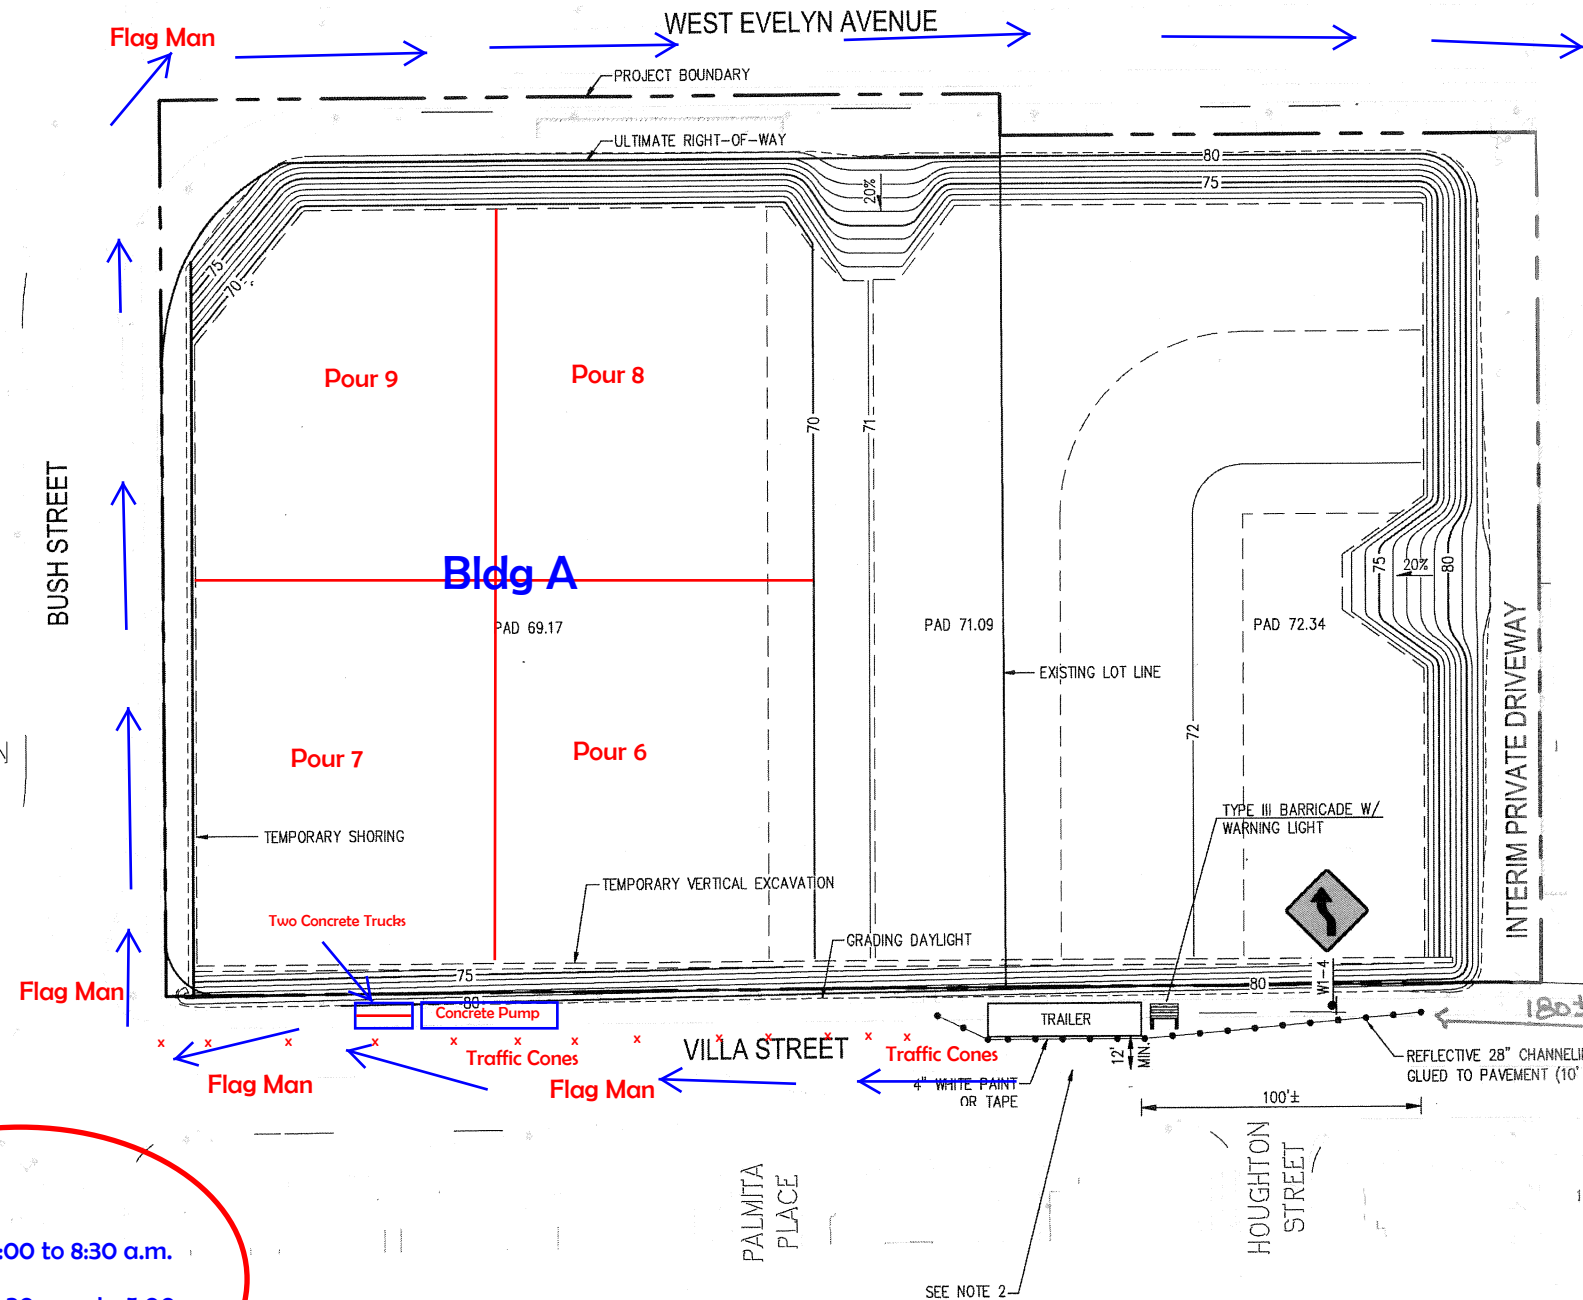 WEST EVELYN AVENUE
Flag Man
PROJECT BOUNDARY
ULTIMATE RIGHT-OF-WAY
80
75
20%
75
70
Pour 9
Pour 8
70
71
BUSH STREET
Bldg A
PAD 69.17
PAD 71.09
PAD 72.34
75
20%
80
EXISTING LOT LINE
INTERIM PRIVATE DRIVEWAY
72
Pour 7
Pour 6
TEMPORARY SHORING
TYPE III BARRICADE W/
WARNING LIGHT
TEMPORARY VERTICAL EXCAVATION
Two Concrete Trucks
GRADING DAYLIGHT
75
80
80
W1-4
Flag Man
Concrete Pump
TRAILER
180±
x x x x x x x x x x x x x
Traffic Cones
VILLA STREET
Traffic Cones
12'
MIN.
REFLECTIVE 28" CHANNELI
GLUED TO PAVEMENT (10'
Flag Man
Flag Man
4" WHITE PAINT
OR TAPE
100'±
PALMITA
PLACE
HOUGHTON
STREET
:00 to 8:30 a.m.
SEE NOTE 2